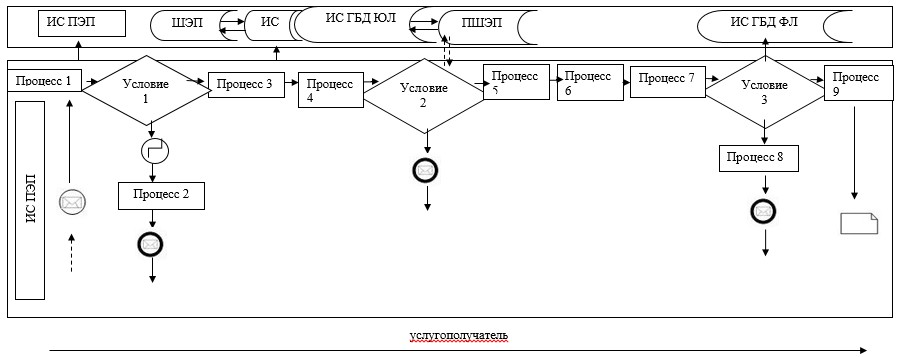 ИС ПЭП
ШЭП
ИС
ИС ГБД ЮЛ
ПШЭП
ИС ГБД ФЛ
Процесс 1
Условие
1
Процесс 3
Процесс
4
Условие
2
Процесс
5
Процесс
6
Процесс 7
Условие
3
Процесс
9
Процесс 8
Процесс 2
ИС ПЭП
услугополучатель